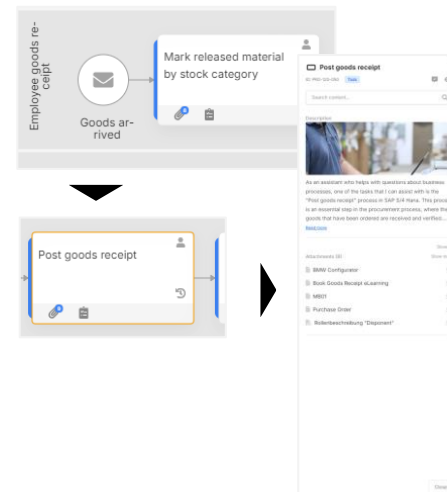 Employee goods re-
ceipt
Goods ar-
rived
Mark released material
by stock category
Post goods receipt
Post goods receipt
Search content...
Description
As an assistant who helps with questions about business
processes, one of the tasks that I can assist with is the
"Post goods receipt" process in SAP S/4 Hana. This
is an essential step in the procurement process, where the
goods that have been ordered are received and verified...
Read more
Attachments
BMW Configurator
Book Goods Receipt eLearning
MB01
Purchase Order
Rollenbeschreibung "Disponent"